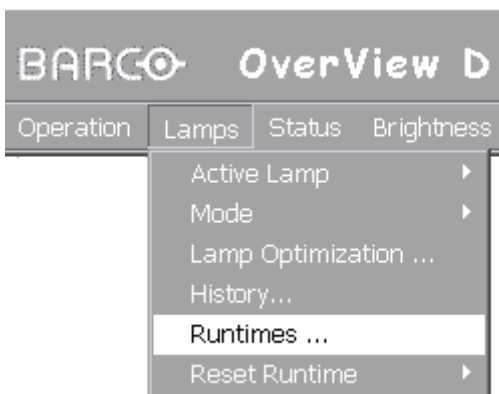 BARCO OverView D
Operation Lamps Status Brightness
Active Lamp
Mode
Lamp Optimization ...
History...
Runtimes ...
Reset Runtime